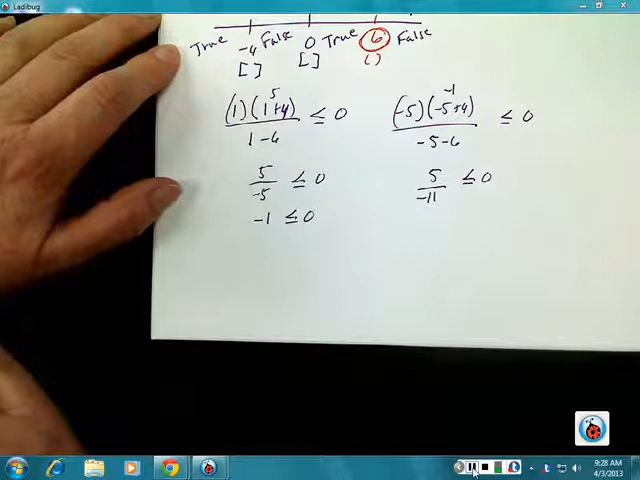 Ladibug
True -4 False 0 True 6 False
[ ] [ ] ( )
(1)(1+4) ≤ 0 (-5)(-5+4) ≤ 0
5 -1
1-6 -5-6
5/-5 ≤ 0 5/-11 ≤ 0
-1 ≤ 0
9:28 AM
4/3/2013